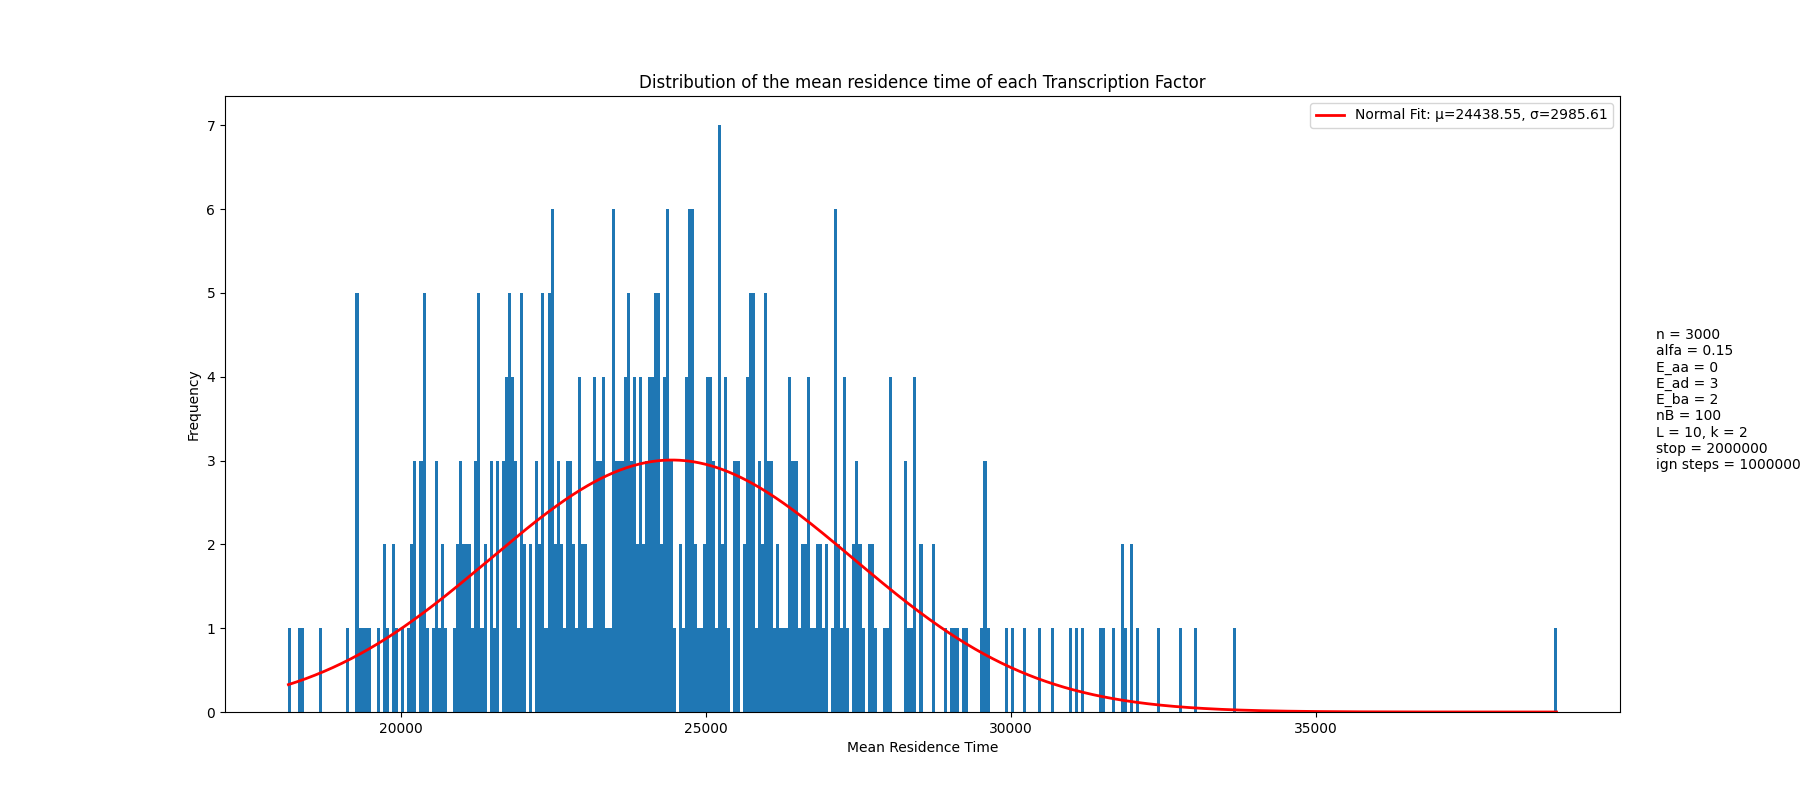 Distribution of the mean residence time of each Transcription Factor
Normal Fit: μ=24438.55, σ=2985.61
7
6
5
4
3
2
1
0
Frequency
20000
25000
30000
35000
Mean Residence Time
n = 3000
alfa = 0.15
E_aa = 0
E_ad = 3
E_ba = 2
nB = 100
L = 10, k = 2
stop = 2000000
ign steps = 1000000